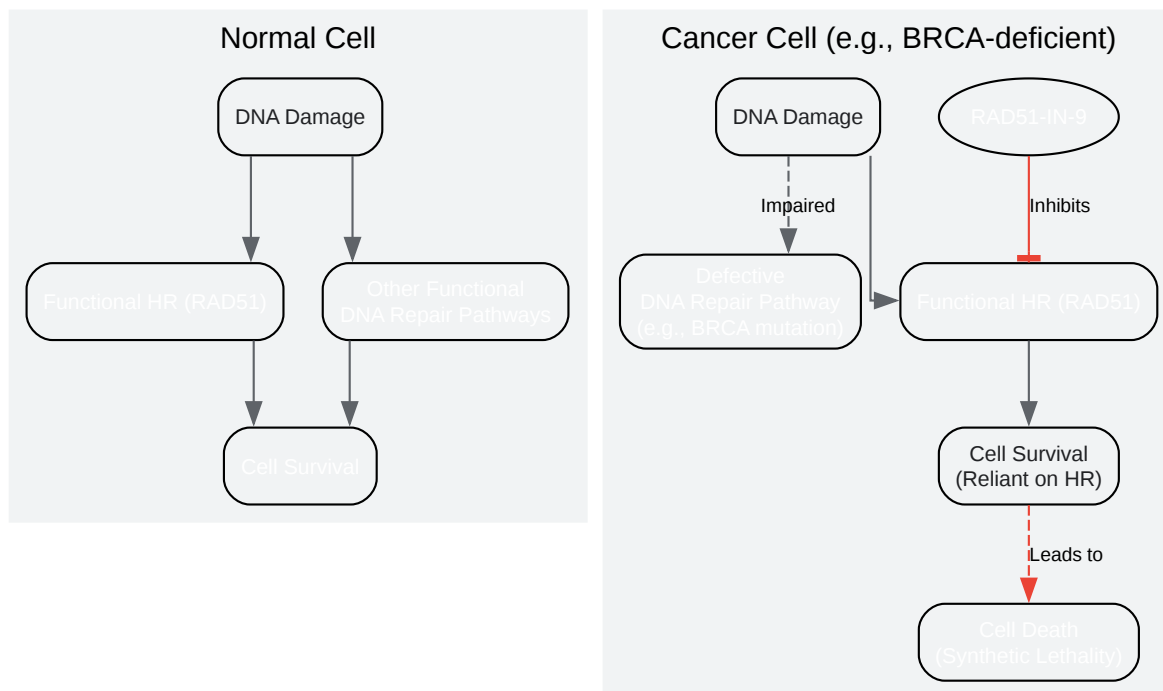 Normal Cell
DNA Damage
Functional HR (RAD51)
Other Functional
DNA Repair Pathways
Cell Survival
Cancer Cell (e.g., BRCA-deficient)
DNA Damage
RAD51-IN-9
Impaired
Inhibits
Defective
DNA Repair Pathway
(e.g., BRCA mutation)
Functional HR (RAD51)
Cell Survival
(Reliant on HR)
Leads to
Cell Death
(Synthetic Lethality)